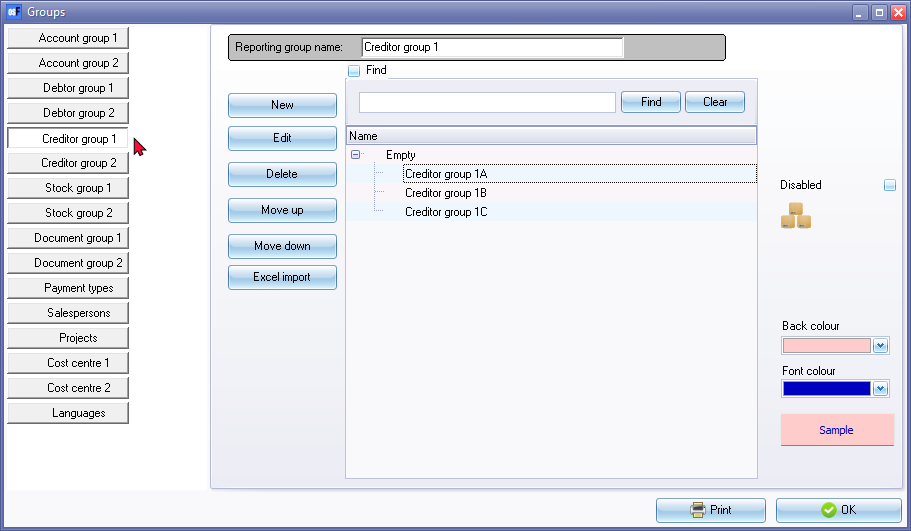 Groups
Account group 1
Account group 2
Debtor group 1
Debtor group 2
Creditor group 1
Creditor group 2
Stock group 1
Stock group 2
Document group 1
Document group 2
Payment types
Salespersons
Projects
Cost centre 1
Cost centre 2
Languages
Reporting group name: Creditor group 1
Find
New
Edit
Delete
Move up
Move down
Excel import
Find Clear
Name
Empty
Creditor group 1A
Creditor group 1B
Creditor group 1C
Disabled
Back colour
Font colour
Sample
Print OK